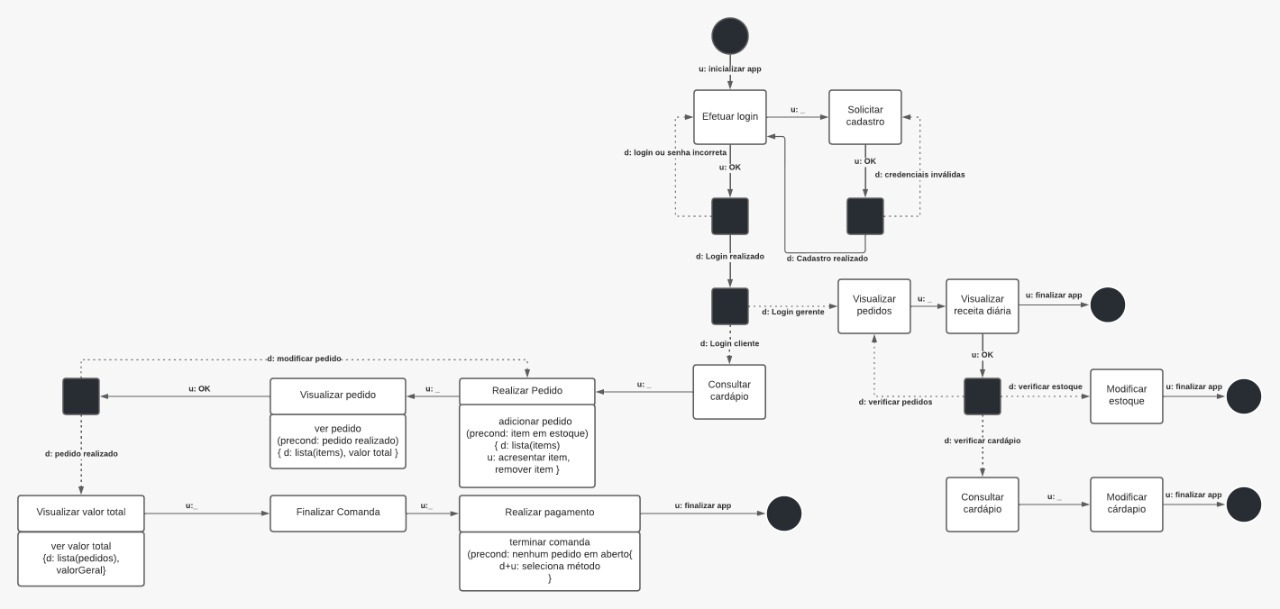 u: inicializar app
Efetuar login
u: _
Solicitar
cadastro
d: login ou senha incorreta
u: OK
u: OK
d: credenciais inválidas
d: Login realizado
d: Cadastro realizado
d: Login gerente
Visualizar
pedidos
u: _
Visualizar
receita diária
u: finalizar app
d: Login cliente
u: OK
d: modificar pedido
u: OK
Visualizar pedido
u: _
Realizar Pedido
u: _
Consultar
cardápio
d: verificar pedidos
d: verificar estoque
Modificar
estoque
u: finalizar app
ver pedido
(precond: pedido realizado)
{ d: lista(items), valor total }
adicionar pedido
(precond: item em estoque)
{ d: lista(items)
u: acresentar item,
remover item }
d: verificar cardápio
d: pedido realizado
Visualizar valor total
u:_
Finalizar Comanda
u:_
Realizar pagamento
u: finalizar app
Consultar
cardápio
u: _
Modificar
cárdapio
u: finalizar app
ver valor total
{d: lista(pedidos),
valorGeral}
terminar comanda
(precond: nenhum pedido em aberto{
d+u: seleciona método
}